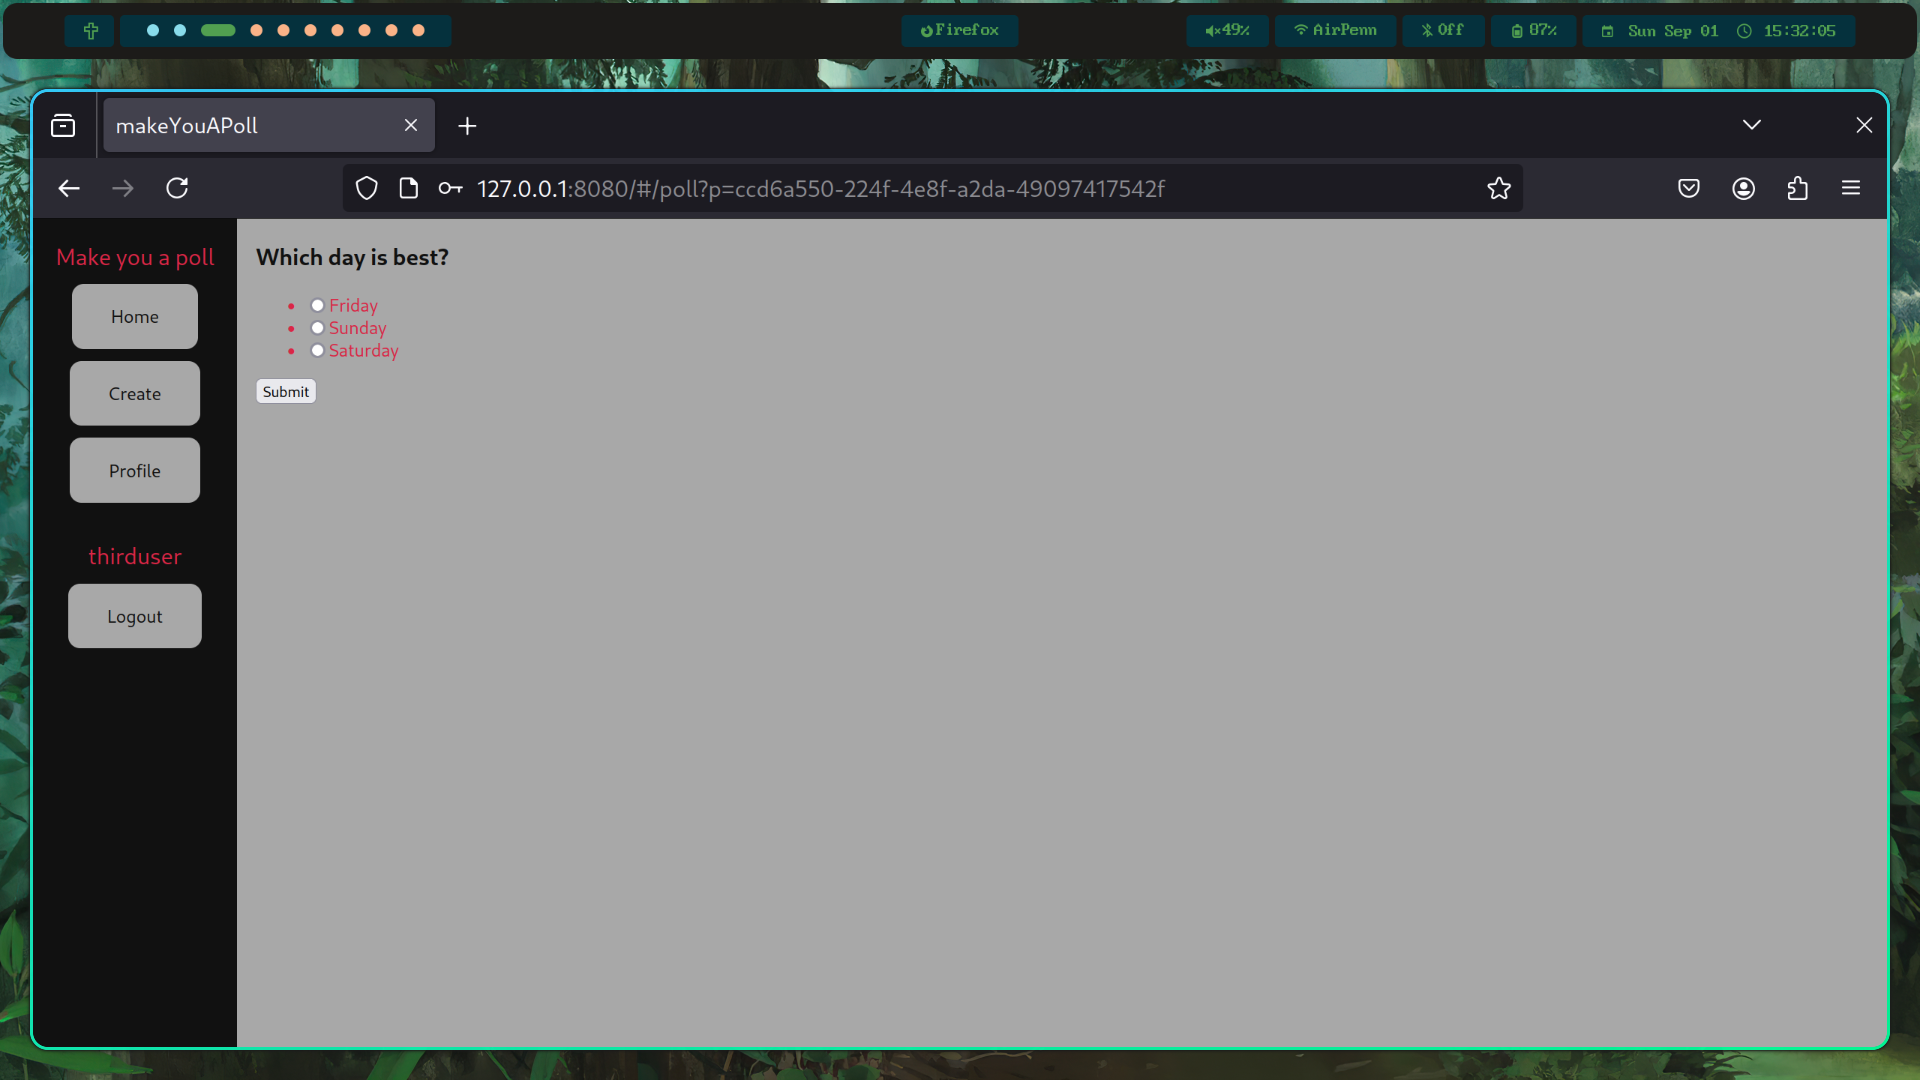 Firefox
49%
AirPenn
Off
87%
Sun Sep 01
15:32:05
makeYouAPoll
127.0.0.1:8080/#/poll?p=ccd6a550-224f-4e8f-a2da-49097417542f
Make you a poll
Home
Create
Profile
thirduser
Logout
Which day is best?
Friday
Sunday
Saturday
Submit